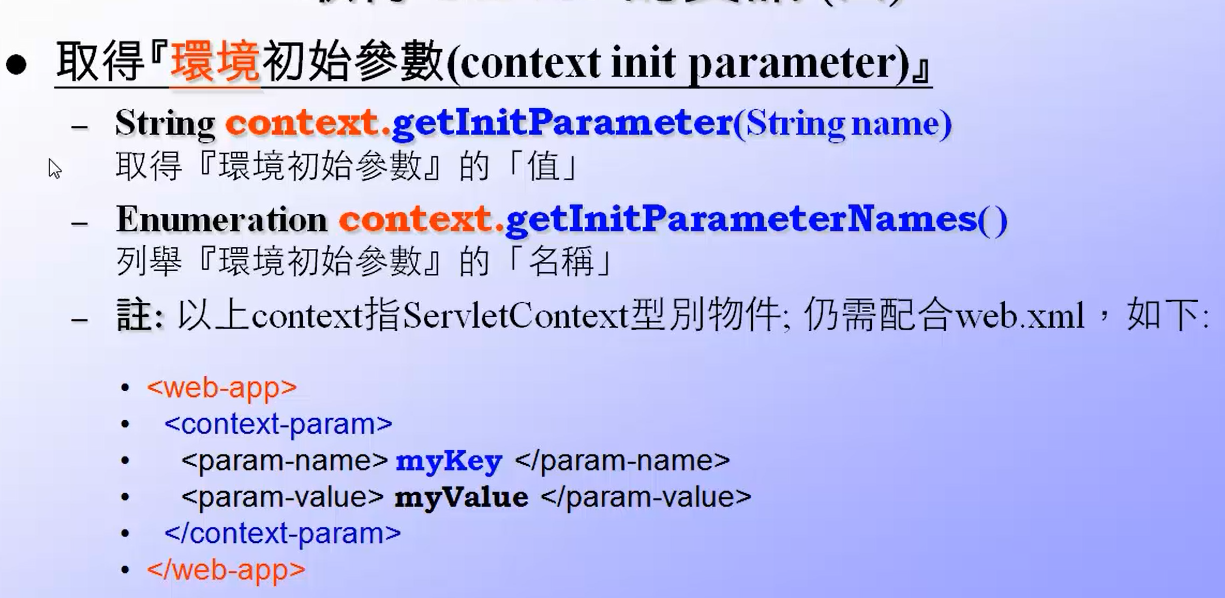 ● 取得『環境初始參數(context init parameter)』
– String context.getInitParameter(String name)
取得『環境初始參數』的「值」
– Enumeration context.getInitParameterNames()
列舉『環境初始參數』的「名稱」
– 註: 以上context指ServletContext型別物件; 仍需配合web.xml，如下:
• <web-app>
• <context-param>
• <param-name> myKey </param-name>
• <param-value> myValue </param-value>
• </context-param>
• </web-app>